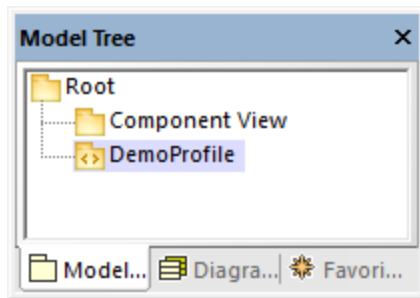 Model Tree
Root
Component View
DemoProfile
Model... Diagra... Favori...